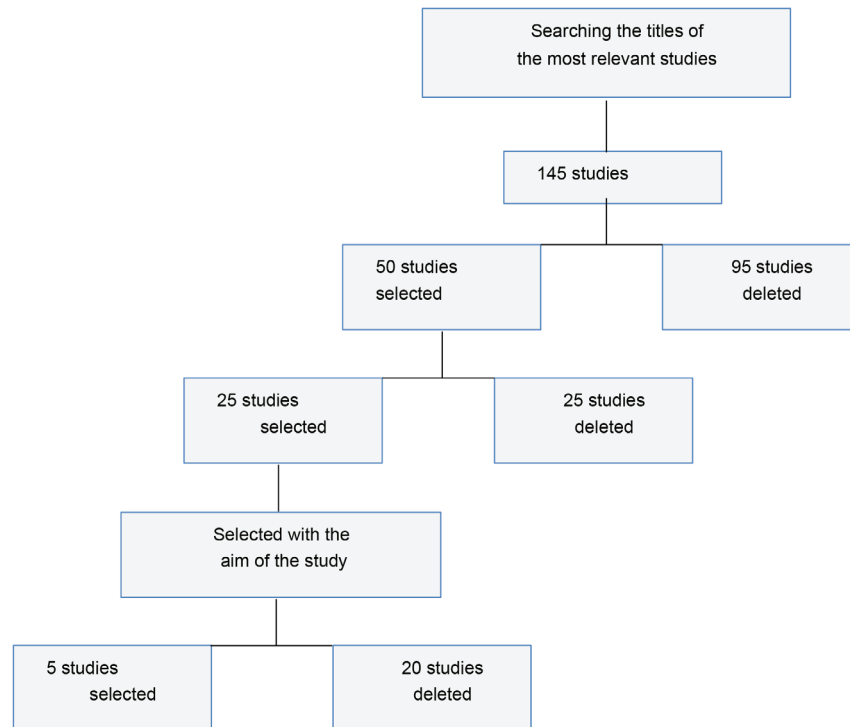 Searching the titles of
the most relevant studies
145 studies
50 studies
selected
95 studies
deleted
25 studies
selected
25 studies
deleted
Selected with the
aim of the study
5 studies
selected
20 studies
deleted